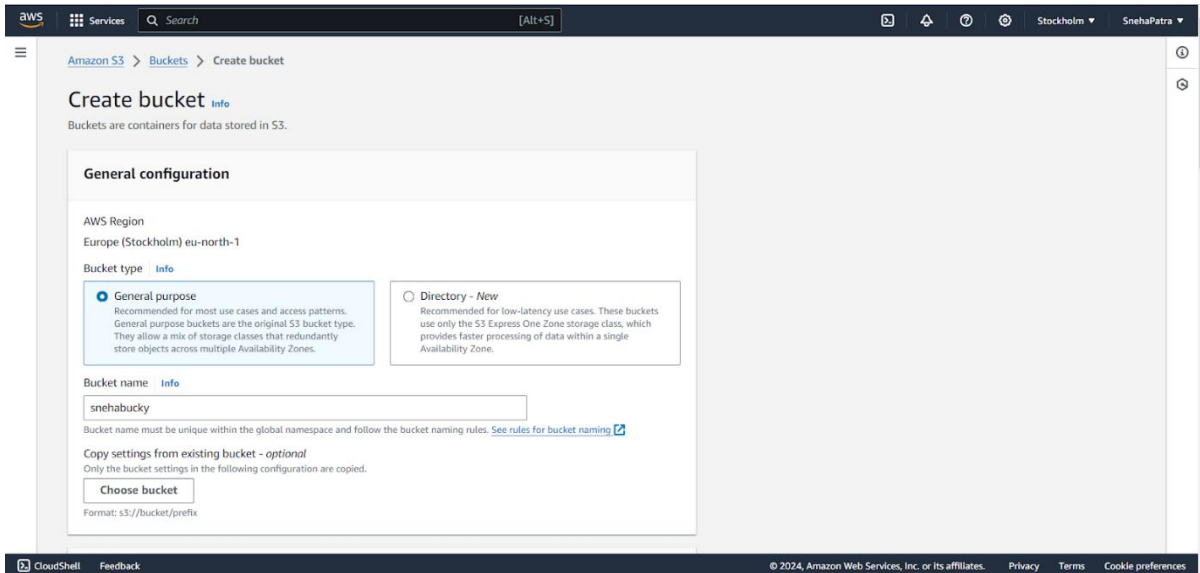 aws
Services
Search
[Alt+S]
Stockholm
SnehaPatra
Amazon S3 > Buckets > Create bucket
Create bucket Info
Buckets are containers for data stored in S3.
General configuration
AWS Region
Europe (Stockholm) eu-north-1
Bucket type Info
General purpose
Recommended for most use cases and access patterns.
General purpose buckets are the original S3 bucket type.
They allow a mix of storage classes that redundantly
store objects across multiple Availability Zones.
Directory - New
Recommended for low-latency use cases. These buckets
use only the S3 Express One Zone storage class, which
provides faster processing of data within a single
Availability Zone.
Bucket name Info
snehabucky
Bucket name must be unique within the global namespace and follow the bucket naming rules. See rules for bucket naming
Copy settings from existing bucket - optional
Only the bucket settings in the following configuration are copied.
Choose bucket
Format: s3://bucket/prefix
CloudShell
Feedback
© 2024, Amazon Web Services, Inc. or its affiliates.
Privacy
Terms
Cookie preferences